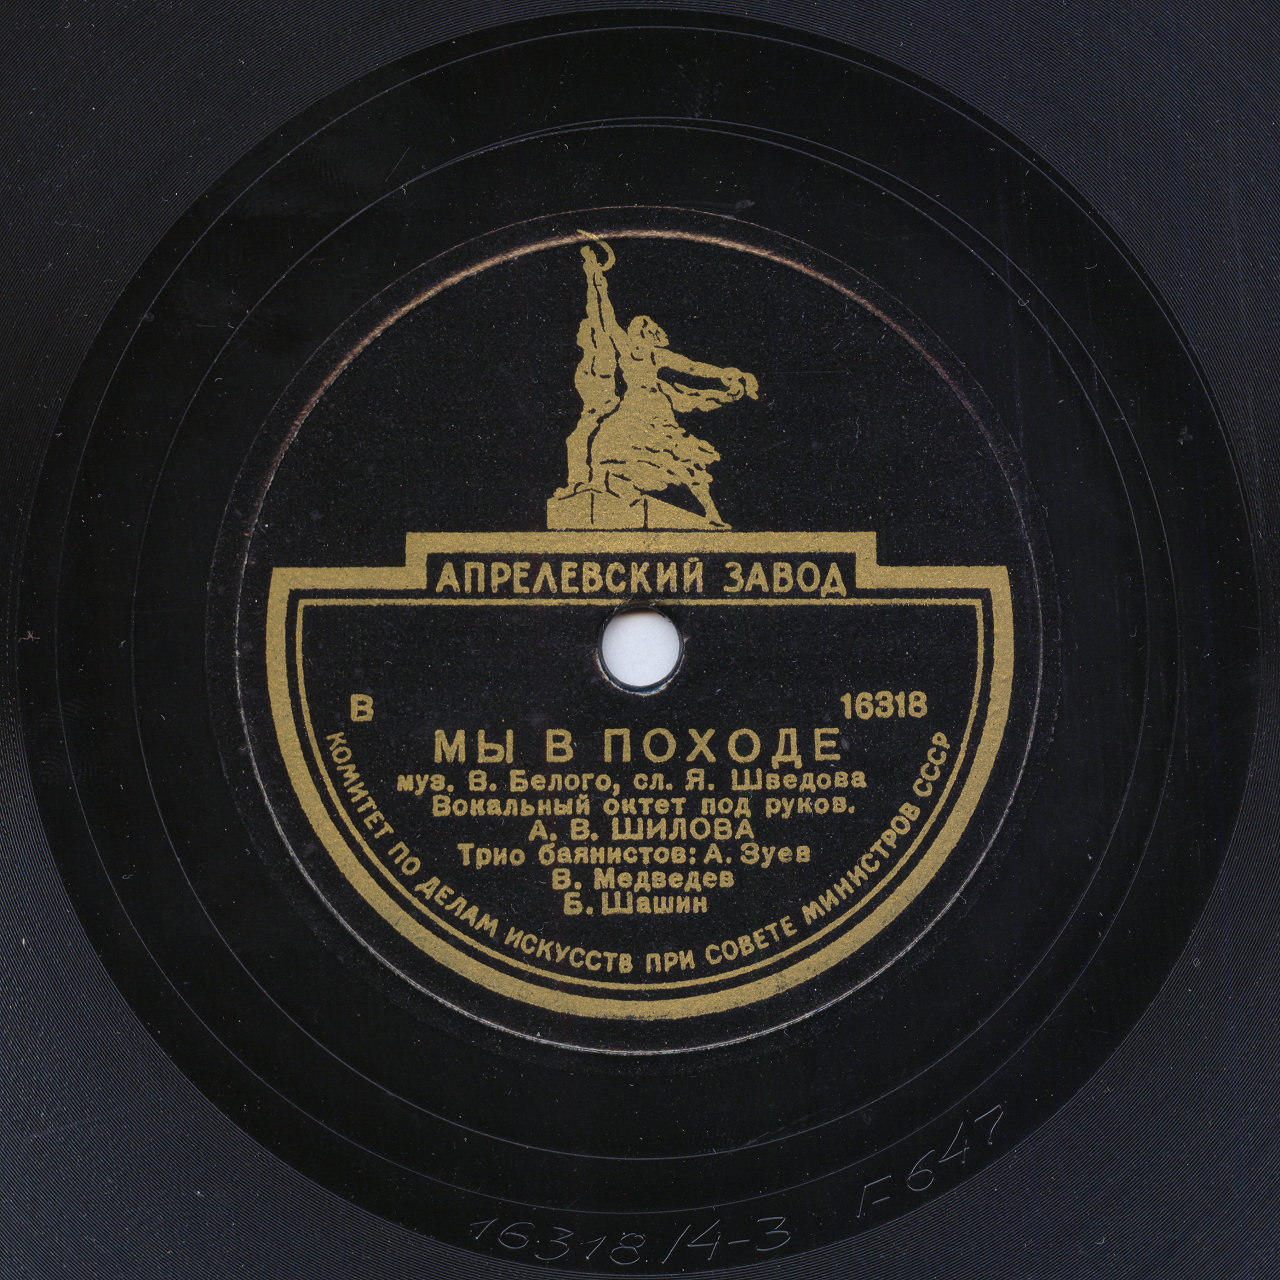 АПРЕЛЕВСКИЙ ЗАВОД
В 16318
МЫ В ПОХОДЕ
муз. В. Белого, сл. Я. Шведова
Вокальный октет под руков.
А. В. ШИЛОВА
Трио баянистов: А. Зуев
В. Медведев
Б. Шашин
КОМИТЕТ ПО ДЕЛАМ ИСКУССТВ ПРИ СОВЕТЕ МИНИСТРОВ СССР
16318/4-3 F647